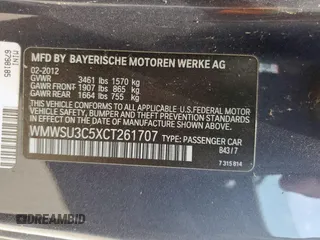 MFD BY BAYERISCHE MOTOREN WERKE AG
02-2012
GVWR 3461 lbs 1570 kg
GAWR FRONT 1907 lbs 865 kg
GAWR REAR 1664 lbs 755 kg
THIS VEHICLE CONFORMS TO ALL APPLICABLE
U.S. FEDERAL MOTOR VEHICLE SAFETY,
BUMPER AND THEFT PREVENTION STANDARDS
IN EFFECT ON THE DATE OF MANUFACTURE
SHOWN ABOVE.
WMWSU3C5XCT261707 TYPE: PASSENGER CAR
B43/7
7 315 814
MINI
6798185
DREAMBID